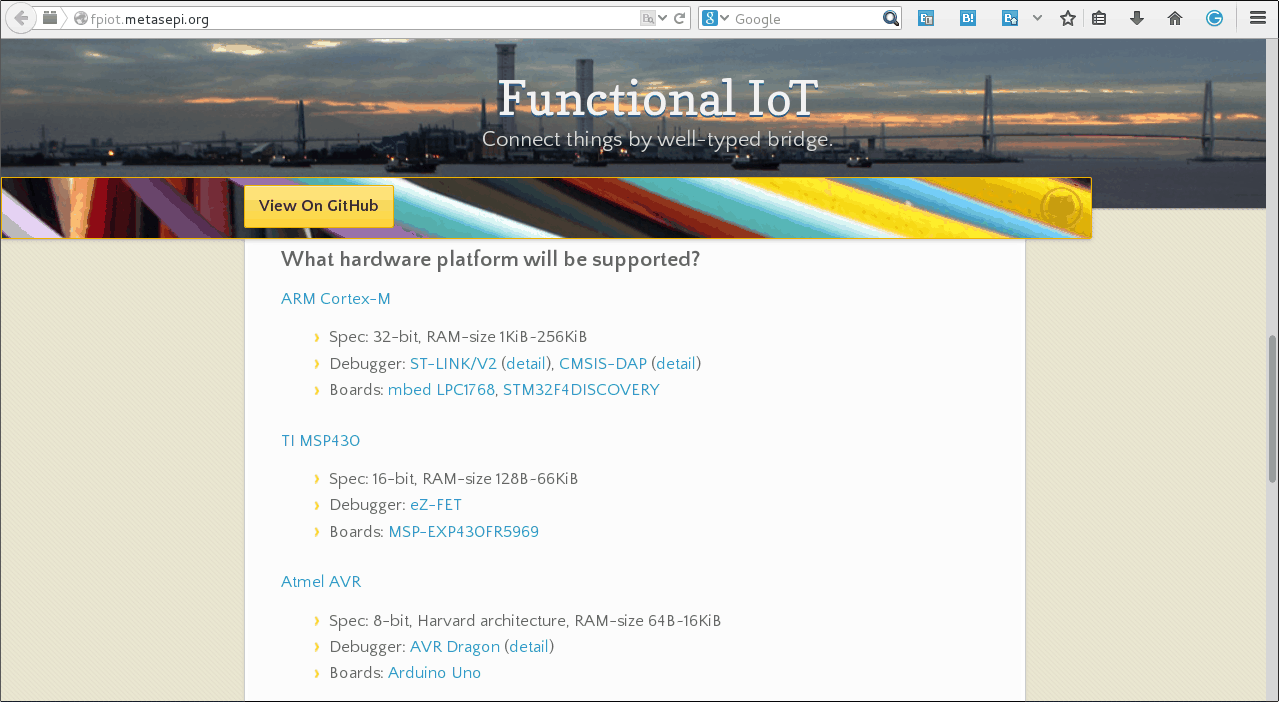 fpiot.metasepi.org
Google
Functional IoT
Connect things by well-typed bridge.
View On GitHub
What hardware platform will be supported?
ARM Cortex-M
› Spec: 32-bit, RAM-size 1KiB-256KiB
› Debugger: ST-LINK/V2 (detail), CMSIS-DAP (detail)
› Boards: mbed LPC1768, STM32F4DISCOVERY
TI MSP430
› Spec: 16-bit, RAM-size 128B-66KiB
› Debugger: eZ-FET
› Boards: MSP-EXP430FR5969
Atmel AVR
› Spec: 8-bit, Harvard architecture, RAM-size 64B-16KiB
› Debugger: AVR Dragon (detail)
› Boards: Arduino Uno